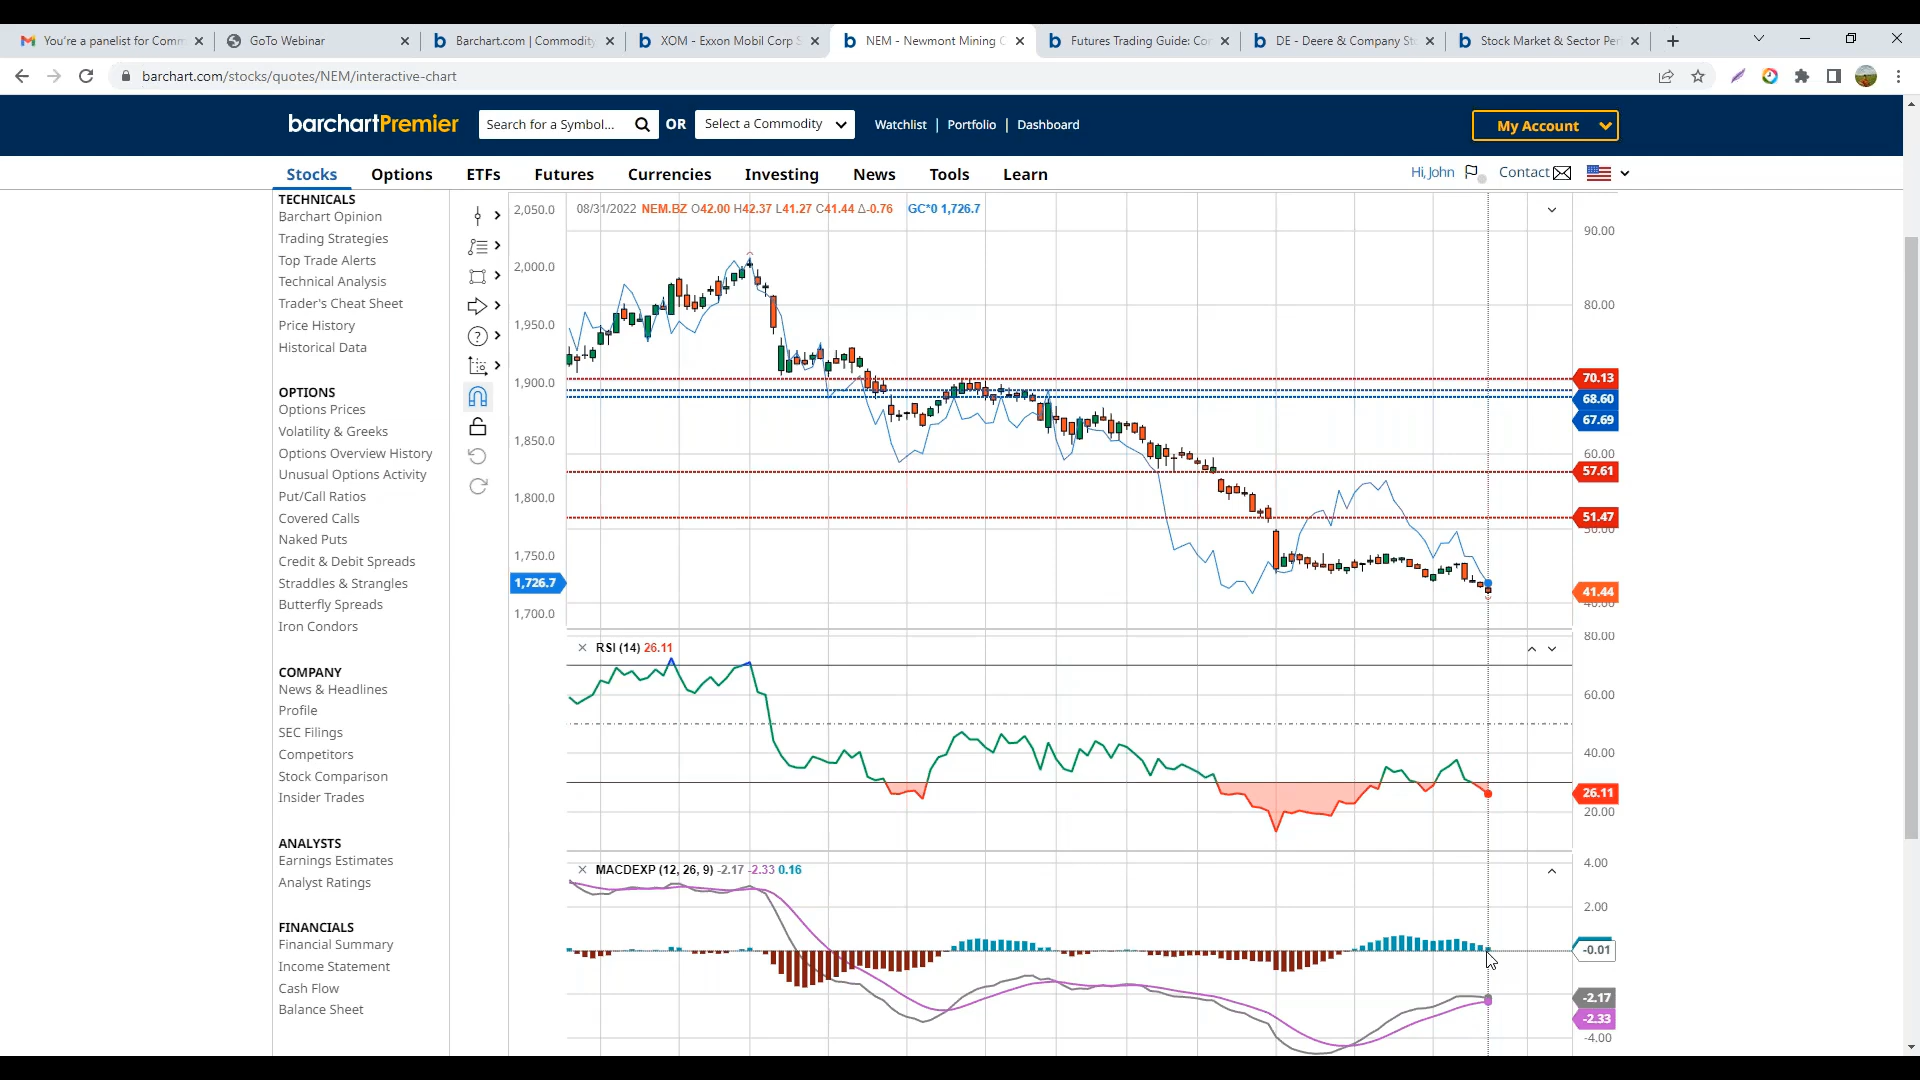 You're a panelist for Comm
GoTo Webinar
Barchart.com | Commodity
XOM - Exxon Mobil Corp S
NEM - Newmont Mining C
Futures Trading Guide: Co
DE - Deere & Company Sto
Stock Market & Sector Per
barchart.com/stocks/quotes/NEM/interactive-chart
barchartPremier
Search for a Symbol...
OR
Select a Commodity
Watchlist | Portfolio | Dashboard
My Account
Stocks Options ETFs Futures Currencies Investing News Tools Learn
Hi, John
Contact
TECHNICALS
Barchart Opinion
Trading Strategies
Top Trade Alerts
Technical Analysis
Trader's Cheat Sheet
Price History
Historical Data
OPTIONS
Options Prices
Volatility & Greeks
Options Overview History
Unusual Options Activity
Put/Call Ratios
Covered Calls
Naked Puts
Credit & Debit Spreads
Straddles & Strangles
Butterfly Spreads
Iron Condors
COMPANY
News & Headlines
Profile
SEC Filings
Competitors
Stock Comparison
Insider Trades
ANALYSTS
Earnings Estimates
Analyst Ratings
FINANCIALS
Financial Summary
Income Statement
Cash Flow
Balance Sheet
2,050.0
2,000.0
1,950.0
1,900.0
1,850.0
1,800.0
1,750.0
1,726.7
1,700.0
08/31/2022 NEM.BZ O42.00 H42.37 L41.27 C41.44 Δ-0.76 GC*0 1,726.7
90.00
80.00
70.13
68.60
67.69
60.00
57.61
51.47
50.00
41.44
40.00
RSI (14) 26.11
80.00
60.00
40.00
26.11
20.00
MACDEXP (12, 26, 9) -2.17 -2.33 0.16
4.00
2.00
-0.01
-2.17
-2.33
-4.00